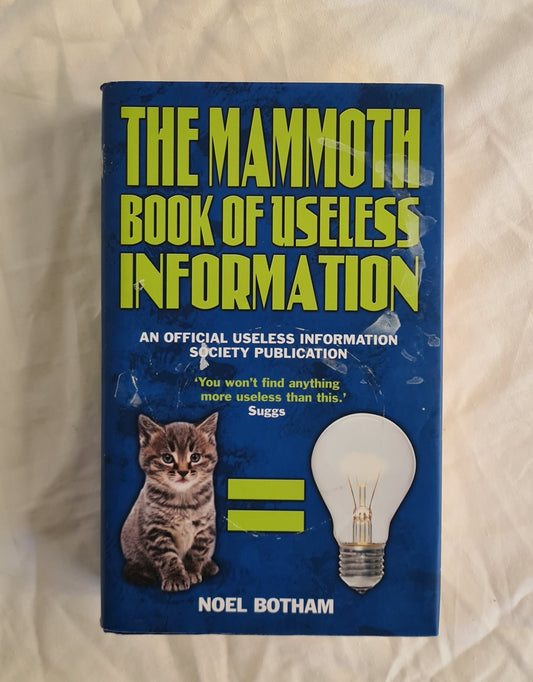 THE MAMMOTH
BOOK OF USELESS
INFORMATION
AN OFFICIAL USELESS INFORMATION
SOCIETY PUBLICATION
‘You won’t find anything
more useless than this.’
Suggs
NOEL BOTHAM